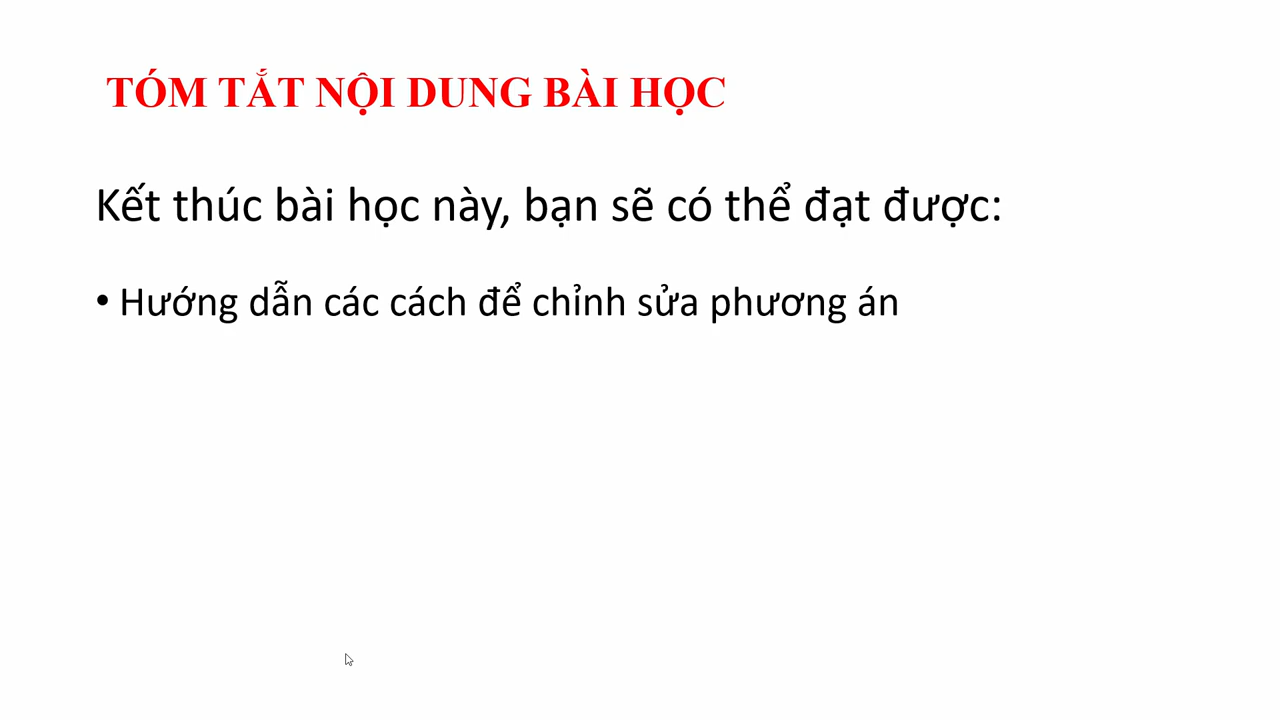 TÓM TẮT NỘI DUNG BÀI HỌC
Kết thúc bài học này, bạn sẽ có thể đạt được:
• Hướng dẫn các cách để chỉnh sửa phương án